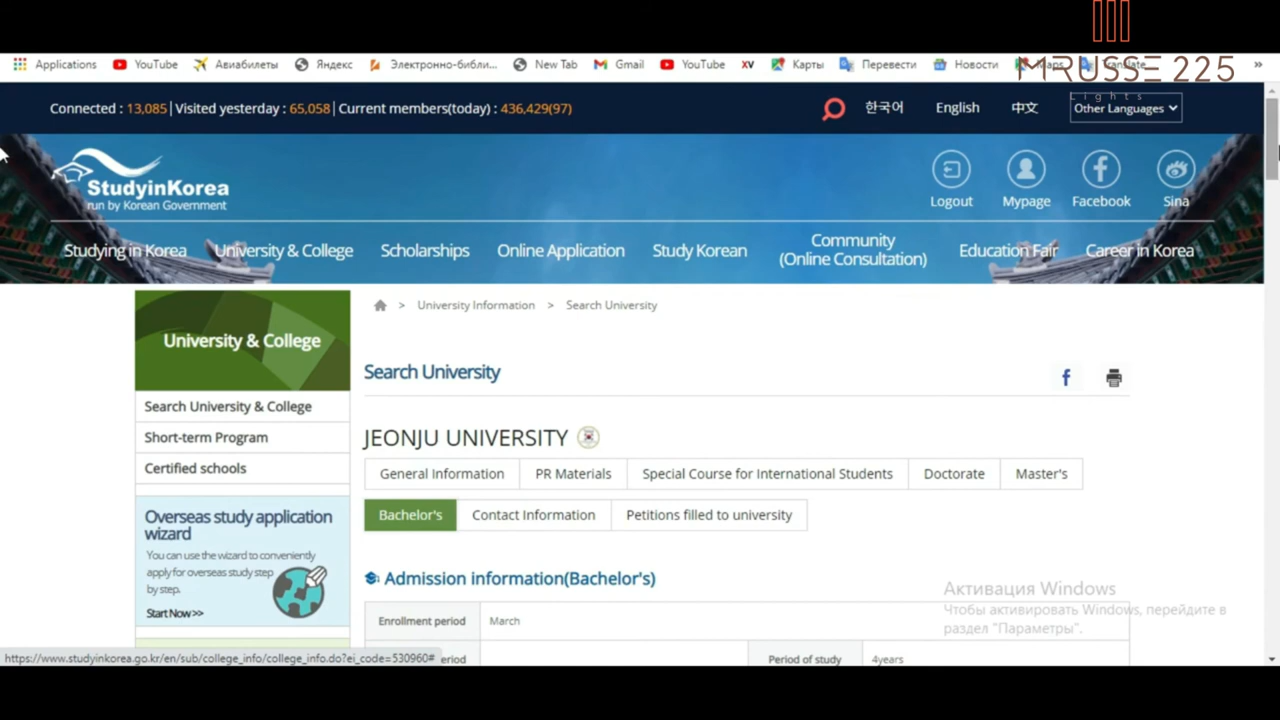 Applications YouTube Авиабилеты Яндекс Электронно-библи... New Tab Gmail YouTube XV Карты Перевести Новости Maps Translate »
MRUSSE 225
Lights
Connected : 13,085 | Visited yesterday : 65,058 | Current members(today) : 436,429(97) 한국어 English 中文 Other Languages
StudyinKorea
run by Korean Government
Logout Mypage Facebook Sina
Studying in Korea University & College Scholarships Online Application Study Korean Community (Online Consultation) Education Fair Career in Korea
University & College
> University Information > Search University
Search University
Search University & College
Short-term Program
Certified schools
JEONJU UNIVERSITY
General Information PR Materials Special Course for International Students Doctorate Master's
Bachelor's Contact Information Petitions filled to university
Overseas study application
wizard
You can use the wizard to conveniently
apply for overseas study step
by step.
Start Now >>
Admission information(Bachelor's)
Enrollment period March
Period of study 4years
Активация Windows
Чтобы активировать Windows, перейдите в
раздел "Параметры".
https://www.studyinkorea.go.kr/en/sub/college_info/college_info.do?ei_code=530960#